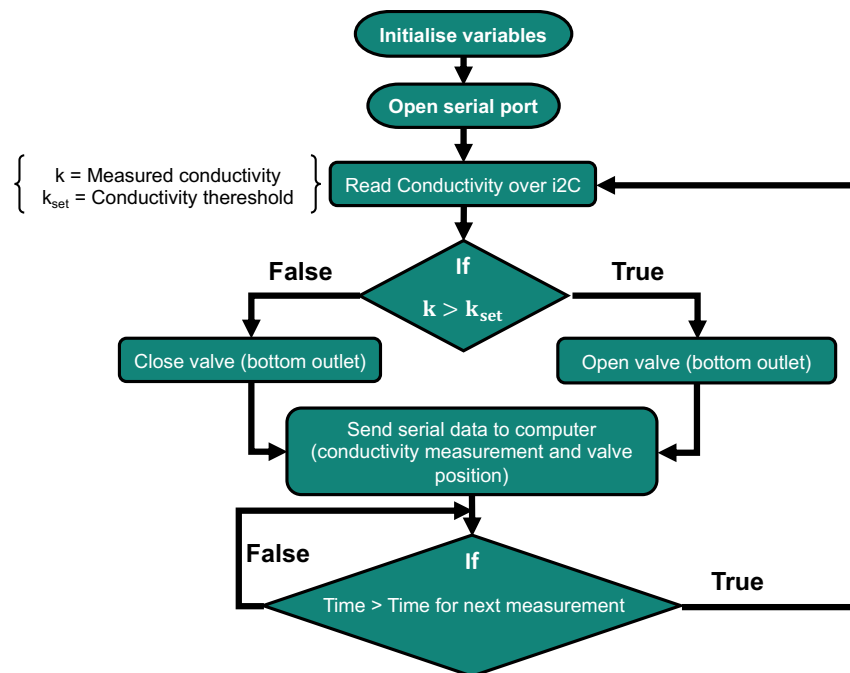 Initialise variables
Open serial port
k = Measured conductivity
kset = Conductivity thereshold
Read Conductivity over i2C
False
If
True
k > kset
Close valve (bottom outlet)
Open valve (bottom outlet)
Send serial data to computer
(conductivity measurement and valve
position)
False
If
True
Time > Time for next measurement